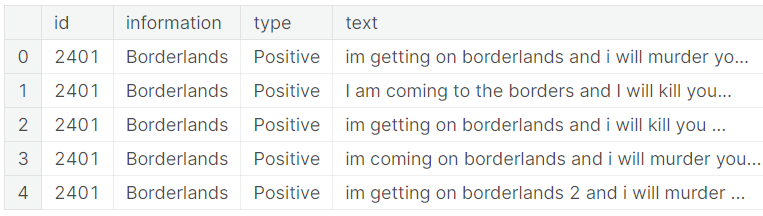 id information type text
0 2401 Borderlands Positive im getting on borderlands and i will murder yo...
1 2401 Borderlands Positive I am coming to the borders and I will kill you...
2 2401 Borderlands Positive im getting on borderlands and i will kill you ...
3 2401 Borderlands Positive im coming on borderlands and i will murder you...
4 2401 Borderlands Positive im getting on borderlands 2 and i will murder ...